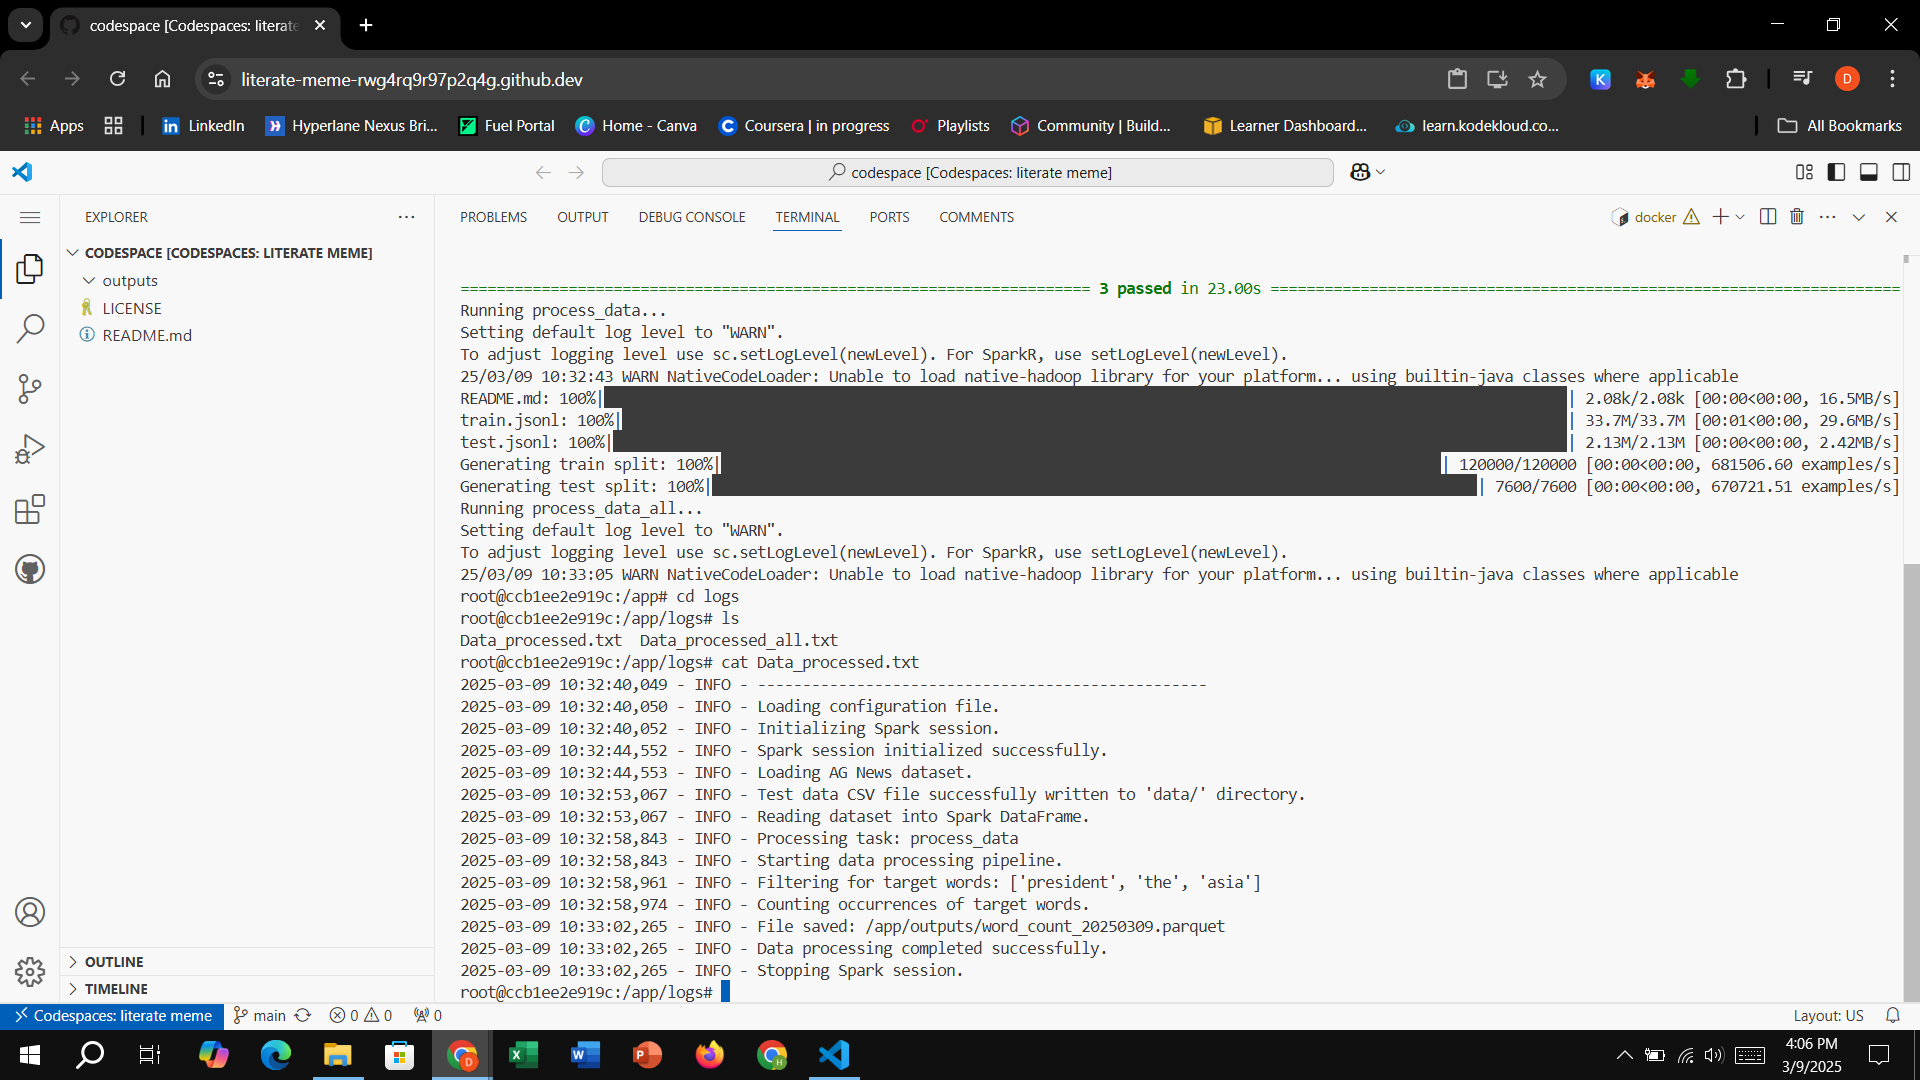 codespace [Codespaces: literate
literate-meme-rwg4rq9r97p2q4g.github.dev
K
D
Apps
LinkedIn
Hyperlane Nexus Bri...
Fuel Portal
Home - Canva
Coursera | in progress
Playlists
Community | Build...
Learner Dashboard...
learn.kodekloud.co...
All Bookmarks
codespace [Codespaces: literate meme]
EXPLORER
PROBLEMS OUTPUT DEBUG CONSOLE TERMINAL PORTS COMMENTS
docker
CODESPACE [CODESPACES: LITERATE MEME]
outputs
LICENSE
README.md
OUTLINE
TIMELINE
====================================================================== 3 passed in 23.00s ======================================================================
Running process_data...
Setting default log level to "WARN".
To adjust logging level use sc.setLogLevel(newLevel). For SparkR, use setLogLevel(newLevel).
25/03/09 10:32:43 WARN NativeCodeLoader: Unable to load native-hadoop library for your platform... using builtin-java classes where applicable
README.md: 100%| | 2.08k/2.08k [00:00<00:00, 16.5MB/s]
train.jsonl: 100%| | 33.7M/33.7M [00:01<00:00, 29.6MB/s]
test.jsonl: 100%| | 2.13M/2.13M [00:00<00:00, 2.42MB/s]
Generating train split: 100%| | 120000/120000 [00:00<00:00, 681506.60 examples/s]
Generating test split: 100%| | 7600/7600 [00:00<00:00, 670721.51 examples/s]
Running process_data_all...
Setting default log level to "WARN".
To adjust logging level use sc.setLogLevel(newLevel). For SparkR, use setLogLevel(newLevel).
25/03/09 10:33:05 WARN NativeCodeLoader: Unable to load native-hadoop library for your platform... using builtin-java classes where applicable
root@ccb1ee2e919c:/app# cd logs
root@ccb1ee2e919c:/app/logs# ls
Data_processed.txt  Data_processed_all.txt
root@ccb1ee2e919c:/app/logs# cat Data_processed.txt
2025-03-09 10:32:40,049 - INFO - --------------------------------------------------
2025-03-09 10:32:40,050 - INFO - Loading configuration file.
2025-03-09 10:32:40,052 - INFO - Initializing Spark session.
2025-03-09 10:32:44,552 - INFO - Spark session initialized successfully.
2025-03-09 10:32:44,553 - INFO - Loading AG News dataset.
2025-03-09 10:32:53,067 - INFO - Test data CSV file successfully written to 'data/' directory.
2025-03-09 10:32:53,067 - INFO - Reading dataset into Spark DataFrame.
2025-03-09 10:32:58,843 - INFO - Processing task: process_data
2025-03-09 10:32:58,843 - INFO - Starting data processing pipeline.
2025-03-09 10:32:58,961 - INFO - Filtering for target words: ['president', 'the', 'asia']
2025-03-09 10:32:58,974 - INFO - Counting occurrences of target words.
2025-03-09 10:33:02,265 - INFO - File saved: /app/outputs/word_count_20250309.parquet
2025-03-09 10:33:02,265 - INFO - Data processing completed successfully.
2025-03-09 10:33:02,265 - INFO - Stopping Spark session.
root@ccb1ee2e919c:/app/logs#
Codespaces: literate meme main 0 0 0
Layout: US
4:06 PM
3/9/2025